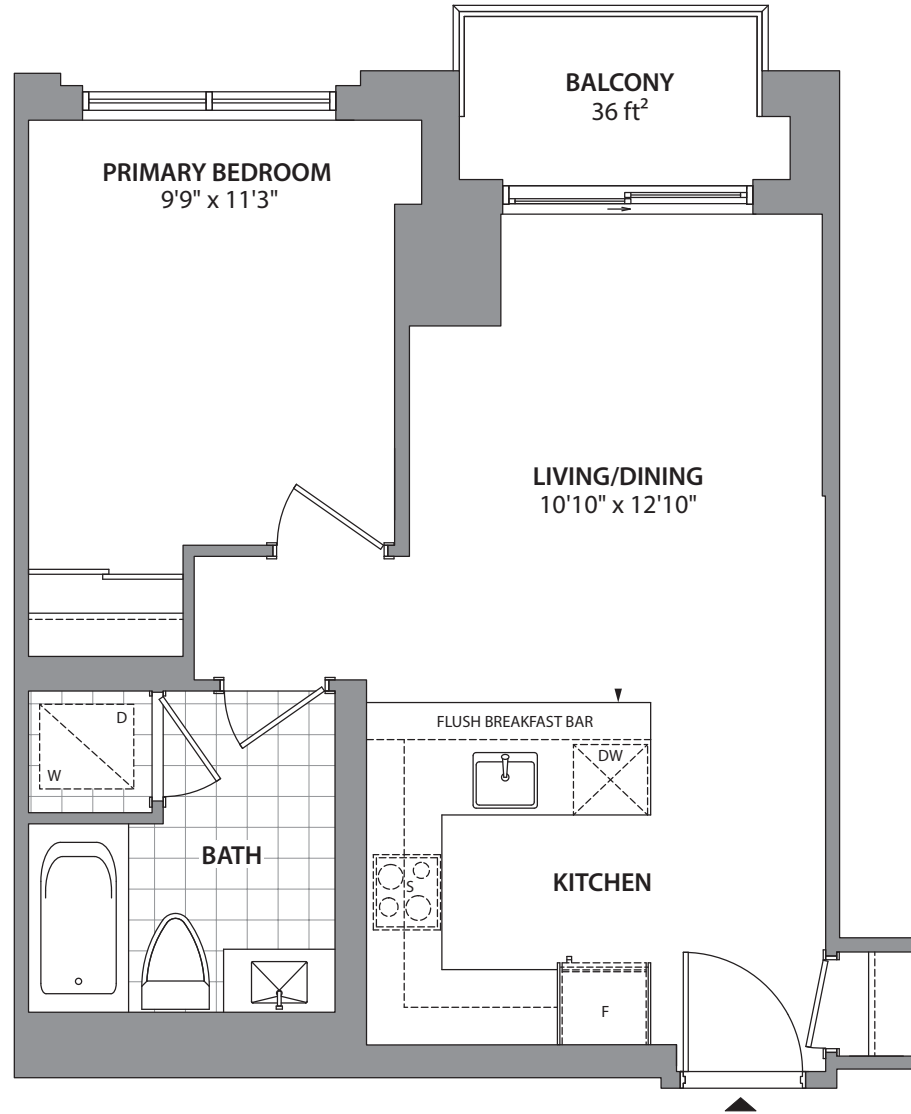 BALCONY
36 ft²
PRIMARY BEDROOM
9'9" x 11'3"
LIVING/DINING
10'10" x 12'10"
FLUSH BREAKFAST BAR
D
W
DW
BATH
S
KITCHEN
F